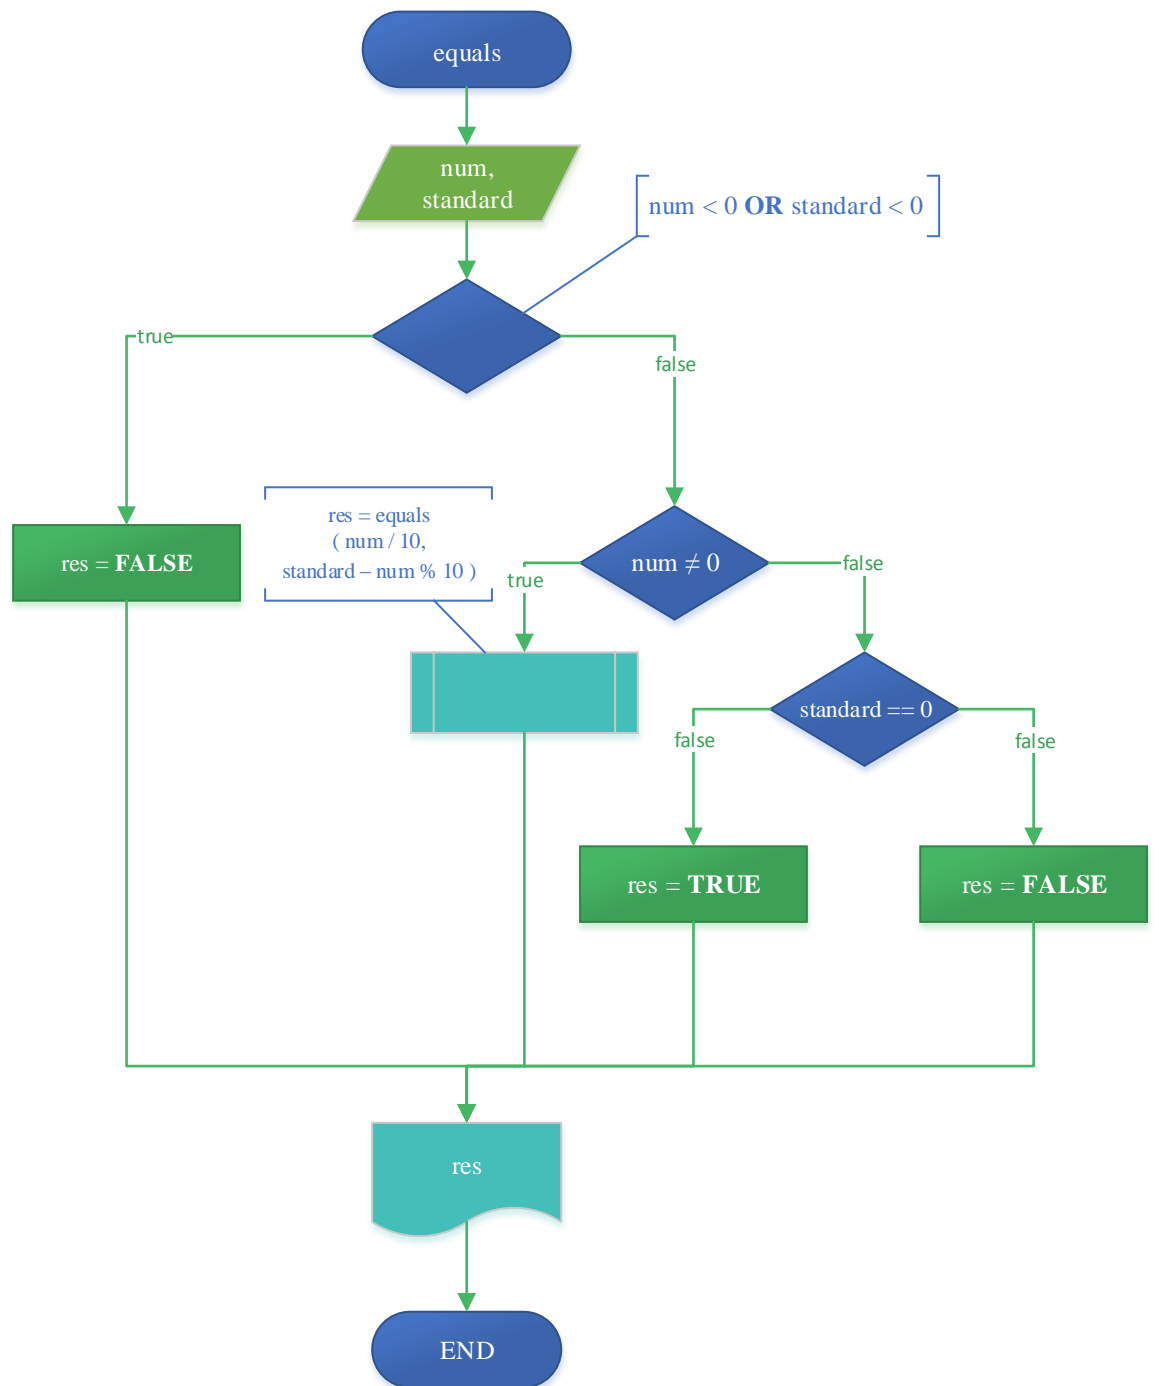 equals
num,
standard
num < 0 OR standard < 0
true
false
res = equals
( num / 10,
standard – num % 10 )
res = FALSE
num ≠ 0
true
false
standard == 0
false
false
res = TRUE
res = FALSE
res
END